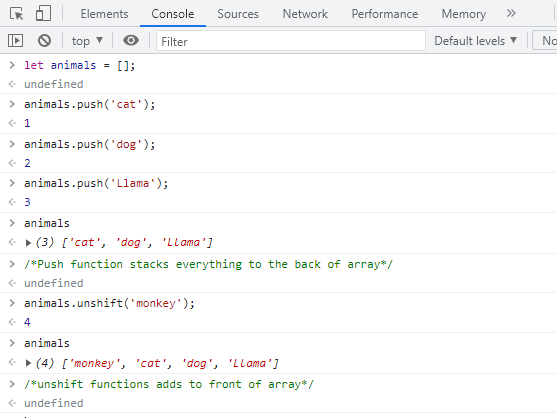 Elements Console Sources Network Performance Memory »
top ▼ Filter Default levels ▼ No
> let animals = [];
<· undefined
> animals.push('cat');
<· 1
> animals.push('dog');
<· 2
> animals.push('Llama');
<· 3
> animals
<· ▶ (3) ['cat', 'dog', 'Llama']
> /*Push function stacks everything to the back of array*/
<· undefined
> animals.unshift('monkey');
<· 4
> animals
<· ▶ (4) ['monkey', 'cat', 'dog', 'Llama']
> /*unshift functions adds to front of array*/
<· undefined